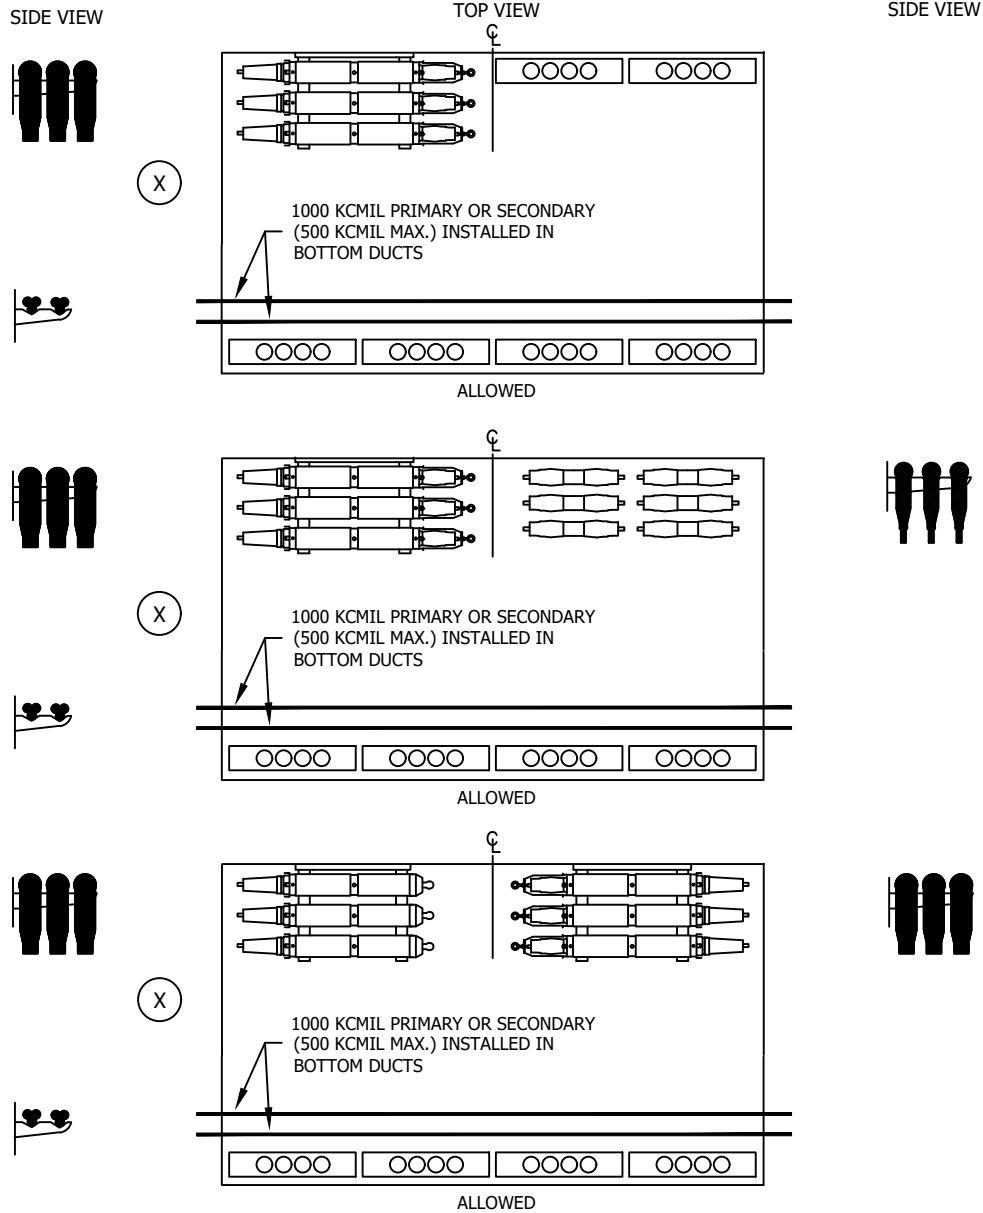 SIDE VIEW
TOP VIEW
SIDE VIEW
℄
X
1000 KCMIL PRIMARY OR SECONDARY
(500 KCMIL MAX.) INSTALLED IN
BOTTOM DUCTS
ALLOWED
℄
X
1000 KCMIL PRIMARY OR SECONDARY
(500 KCMIL MAX.) INSTALLED IN
BOTTOM DUCTS
ALLOWED
℄
X
1000 KCMIL PRIMARY OR SECONDARY
(500 KCMIL MAX.) INSTALLED IN
BOTTOM DUCTS
ALLOWED